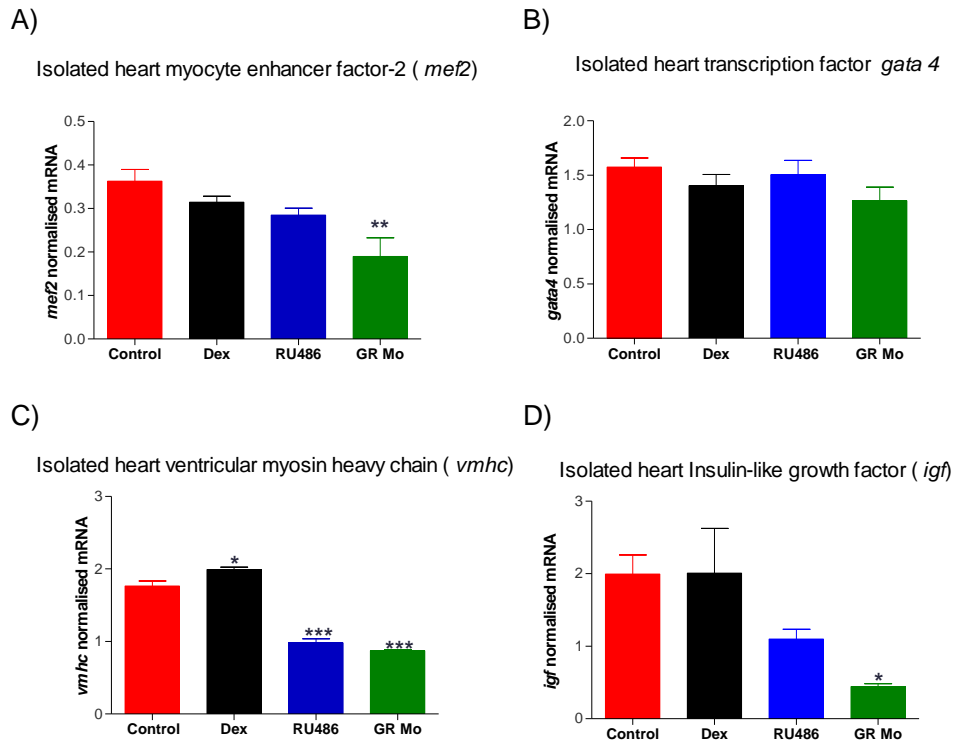 A)
Isolated heart myocyte enhancer factor-2 ( mef2)
mef2 normalised mRNA
0.5
0.4
0.3
0.2
0.1
0.0
**
Control Dex RU486 GR Mo
B)
Isolated heart transcription factor gata 4
gata4 normalised mRNA
2.0
1.5
1.0
0.5
0.0
Control Dex RU486 GR Mo
C)
Isolated heart ventricular myosin heavy chain ( vmhc)
vmhc normalised mRNA
3
2
1
0
*
***
***
Control Dex RU486 GR Mo
D)
Isolated heart Insulin-like growth factor ( igf)
igf normalised mRNA
3
2
1
0
*
Control Dex RU486 GR Mo